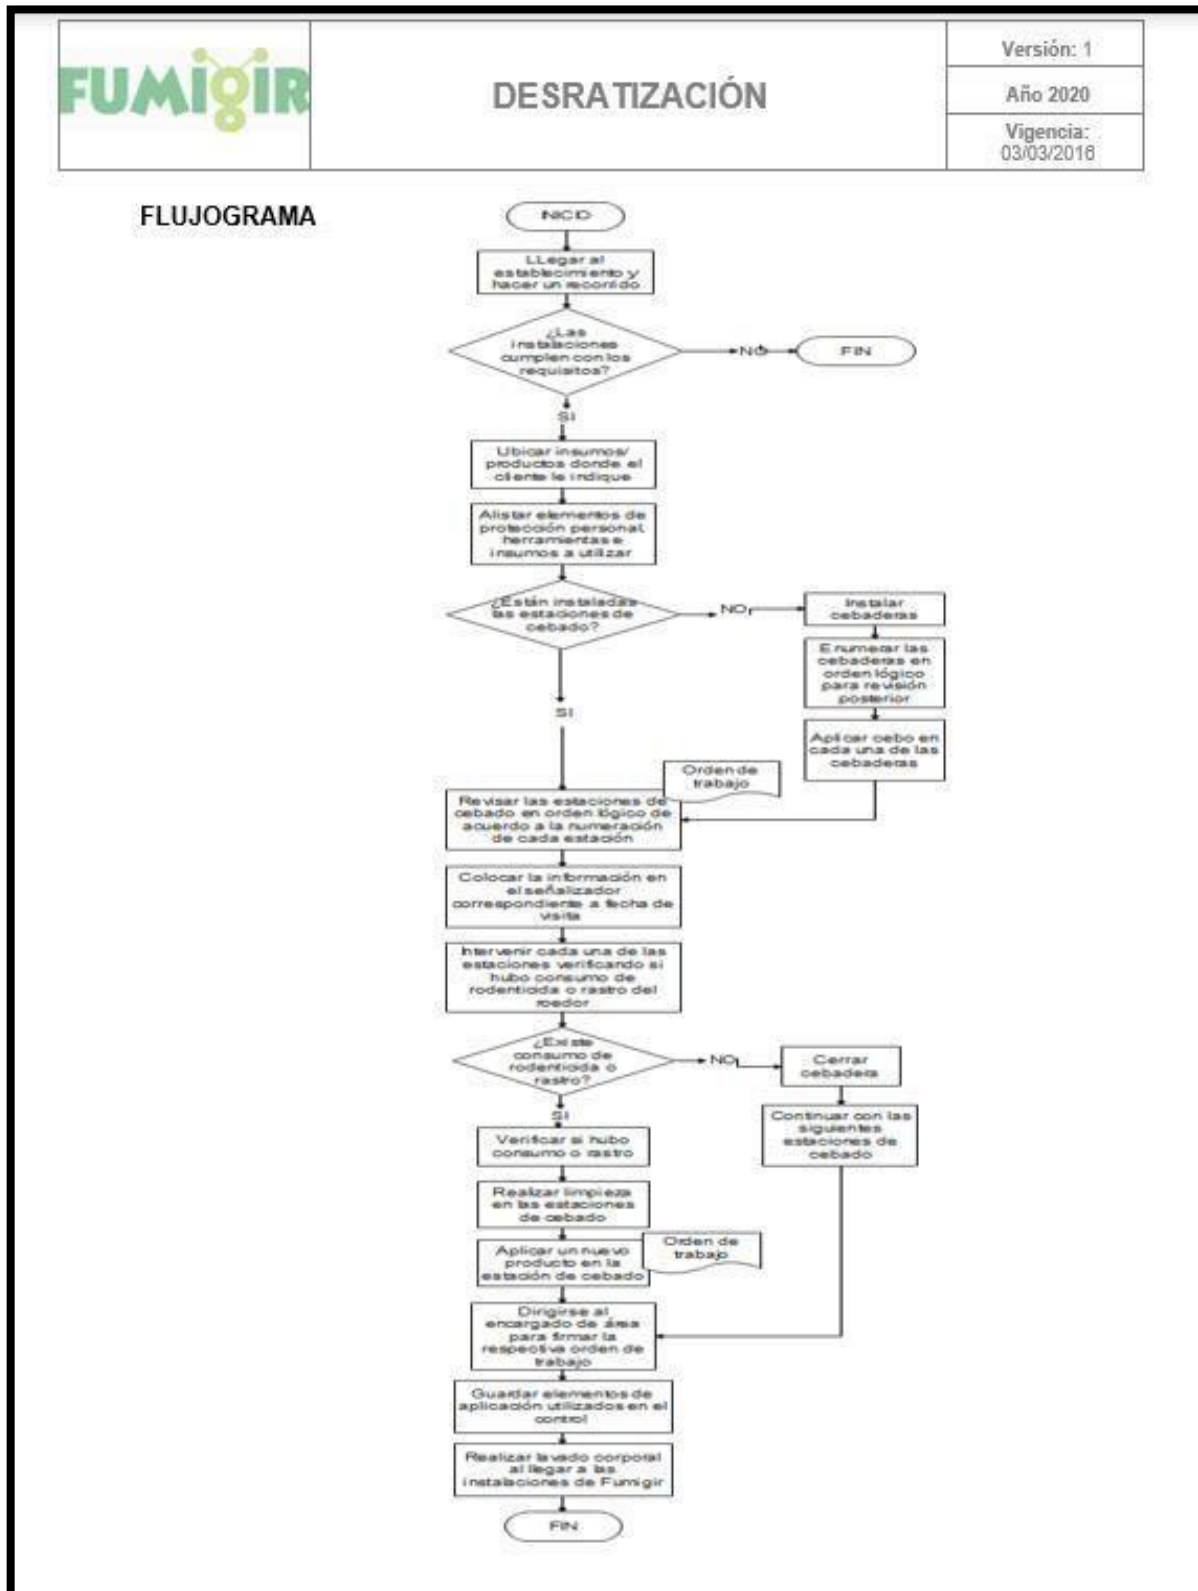 FUMIGIR
DESRATIZACIÓN
Versión: 1
Año 2020
Vigencia:
03/03/2016
FLUJOGRAMA
INICIO
LLegar al
establecimiento y
hacer un recorrido
¿Las
instalaciones
cumplen con los
requisitos?
NO
FIN
SI
Ubicar insumos/
productos donde el
cliente le indique
Alistar elementos de
protección personal,
herramientas e
insumos a utilizar
¿Están instaladas
las estaciones de
cebado?
NO
Instalar
cebaderas
Enumerar las
cebaderas en
orden lógico
para revisión
posterior
Aplicar cebo en
cada una de las
cebaderas
SI
Orden de
trabajo
Revisar las estaciones de
cebado en orden lógico de
acuerdo a la numeración
de cada estación
Colocar la información en
el señalizador
correspondiente a fecha de
visita
Intervenir cada una de las
estaciones verificando si
hubo consumo de
rodenticida o rastro del
roedor
¿Existe
consumo de
rodenticida o
rastro?
NO
Cerrar
cebadera
Continuar con las
siguientes
estaciones de
cebado
SI
Verificar si hubo
consumo o rastro
Realizar limpieza
en las estaciones
de cebado
Aplicar un nuevo
producto en la
estación de cebado
Orden de
trabajo
Dirigirse al
encargado de área
para firmar la
respectiva orden de
trabajo
Guardar elementos de
aplicación utilizados en el
control
Realizar lavado corporal
al llegar a las
instalaciones de Fumigir
FIN